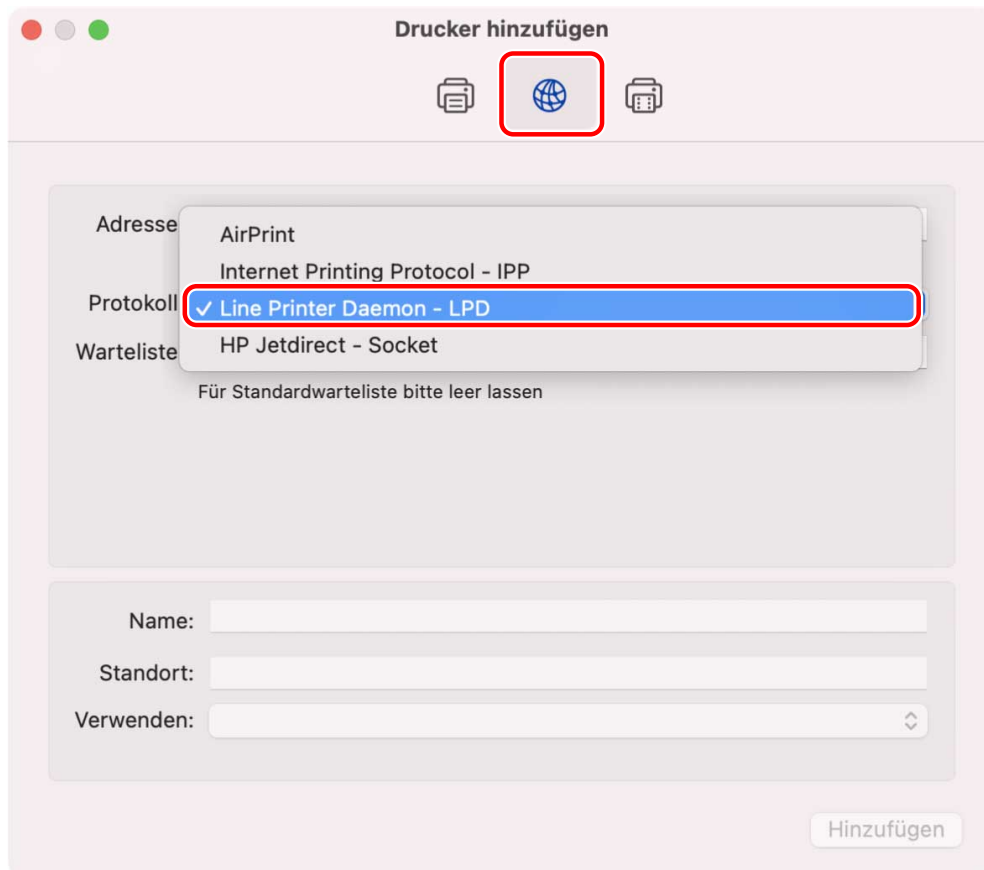 Drucker hinzufügen
Adresse
AirPrint
Internet Printing Protocol - IPP
Protokoll
✓ Line Printer Daemon - LPD
Warteliste
HP Jetdirect - Socket
Für Standardwarteliste bitte leer lassen
Name:
Standort:
Verwenden:
Hinzufügen